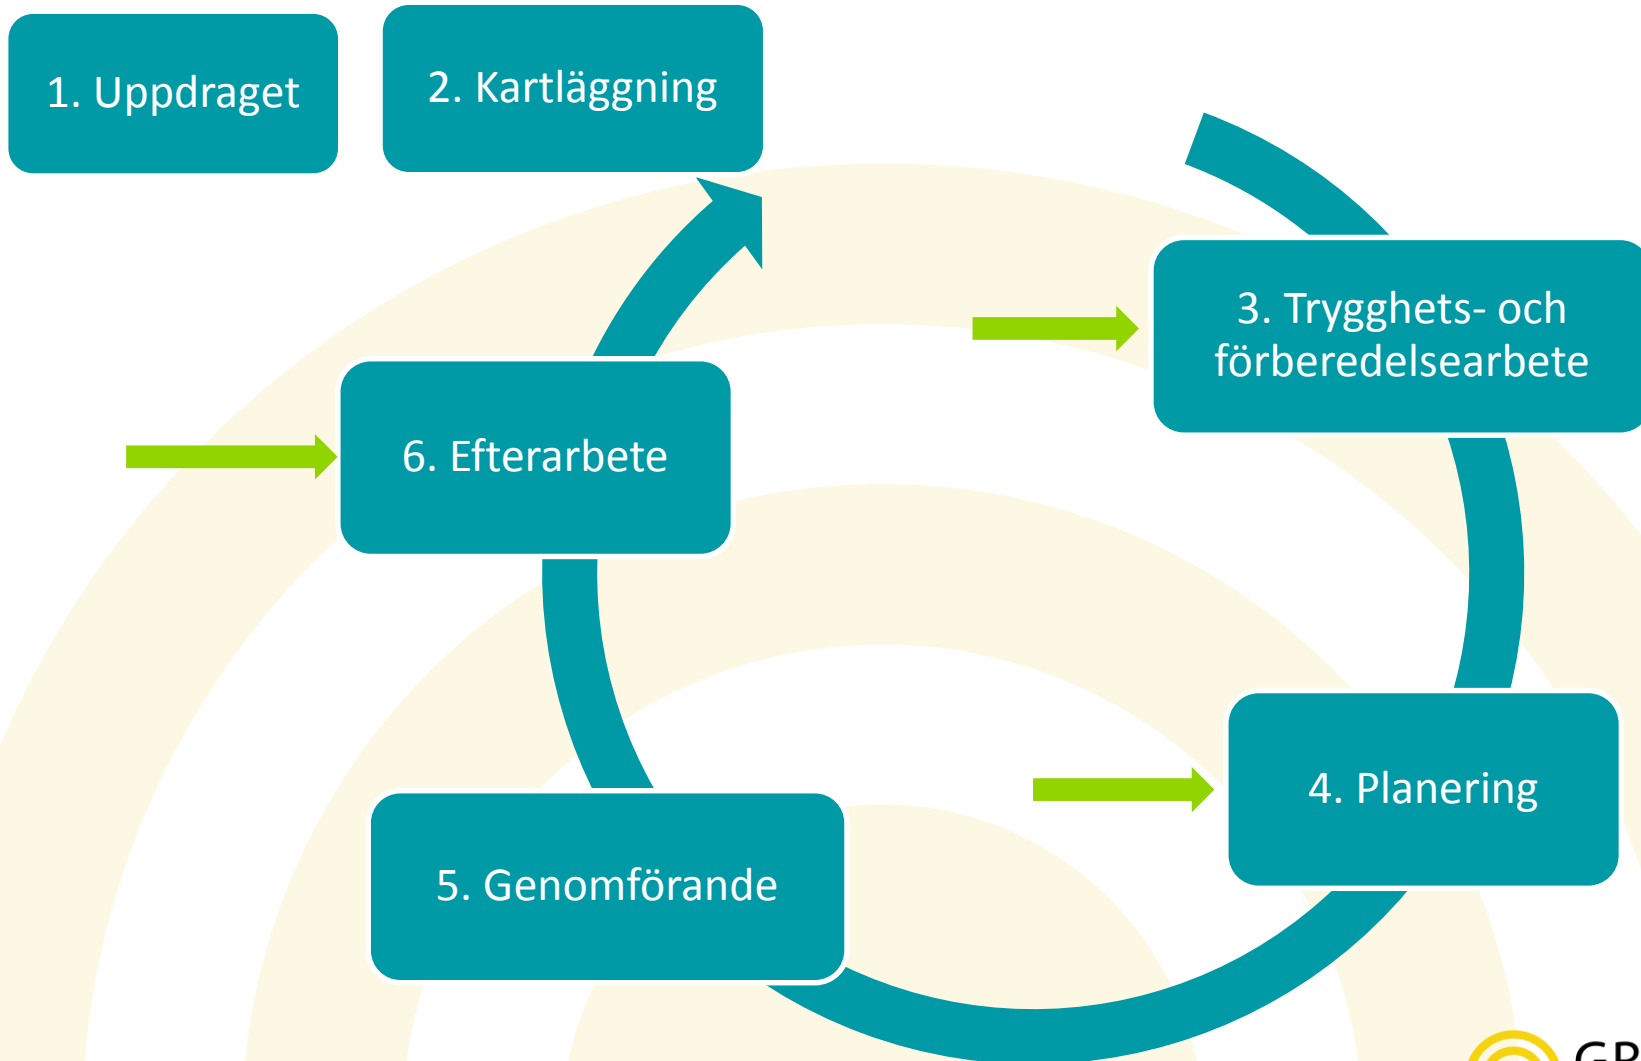 1. Uppdraget
2. Kartläggning
3. Trygghets- och
förberedelsearbete
6. Efterarbete
4. Planering
5. Genomförande